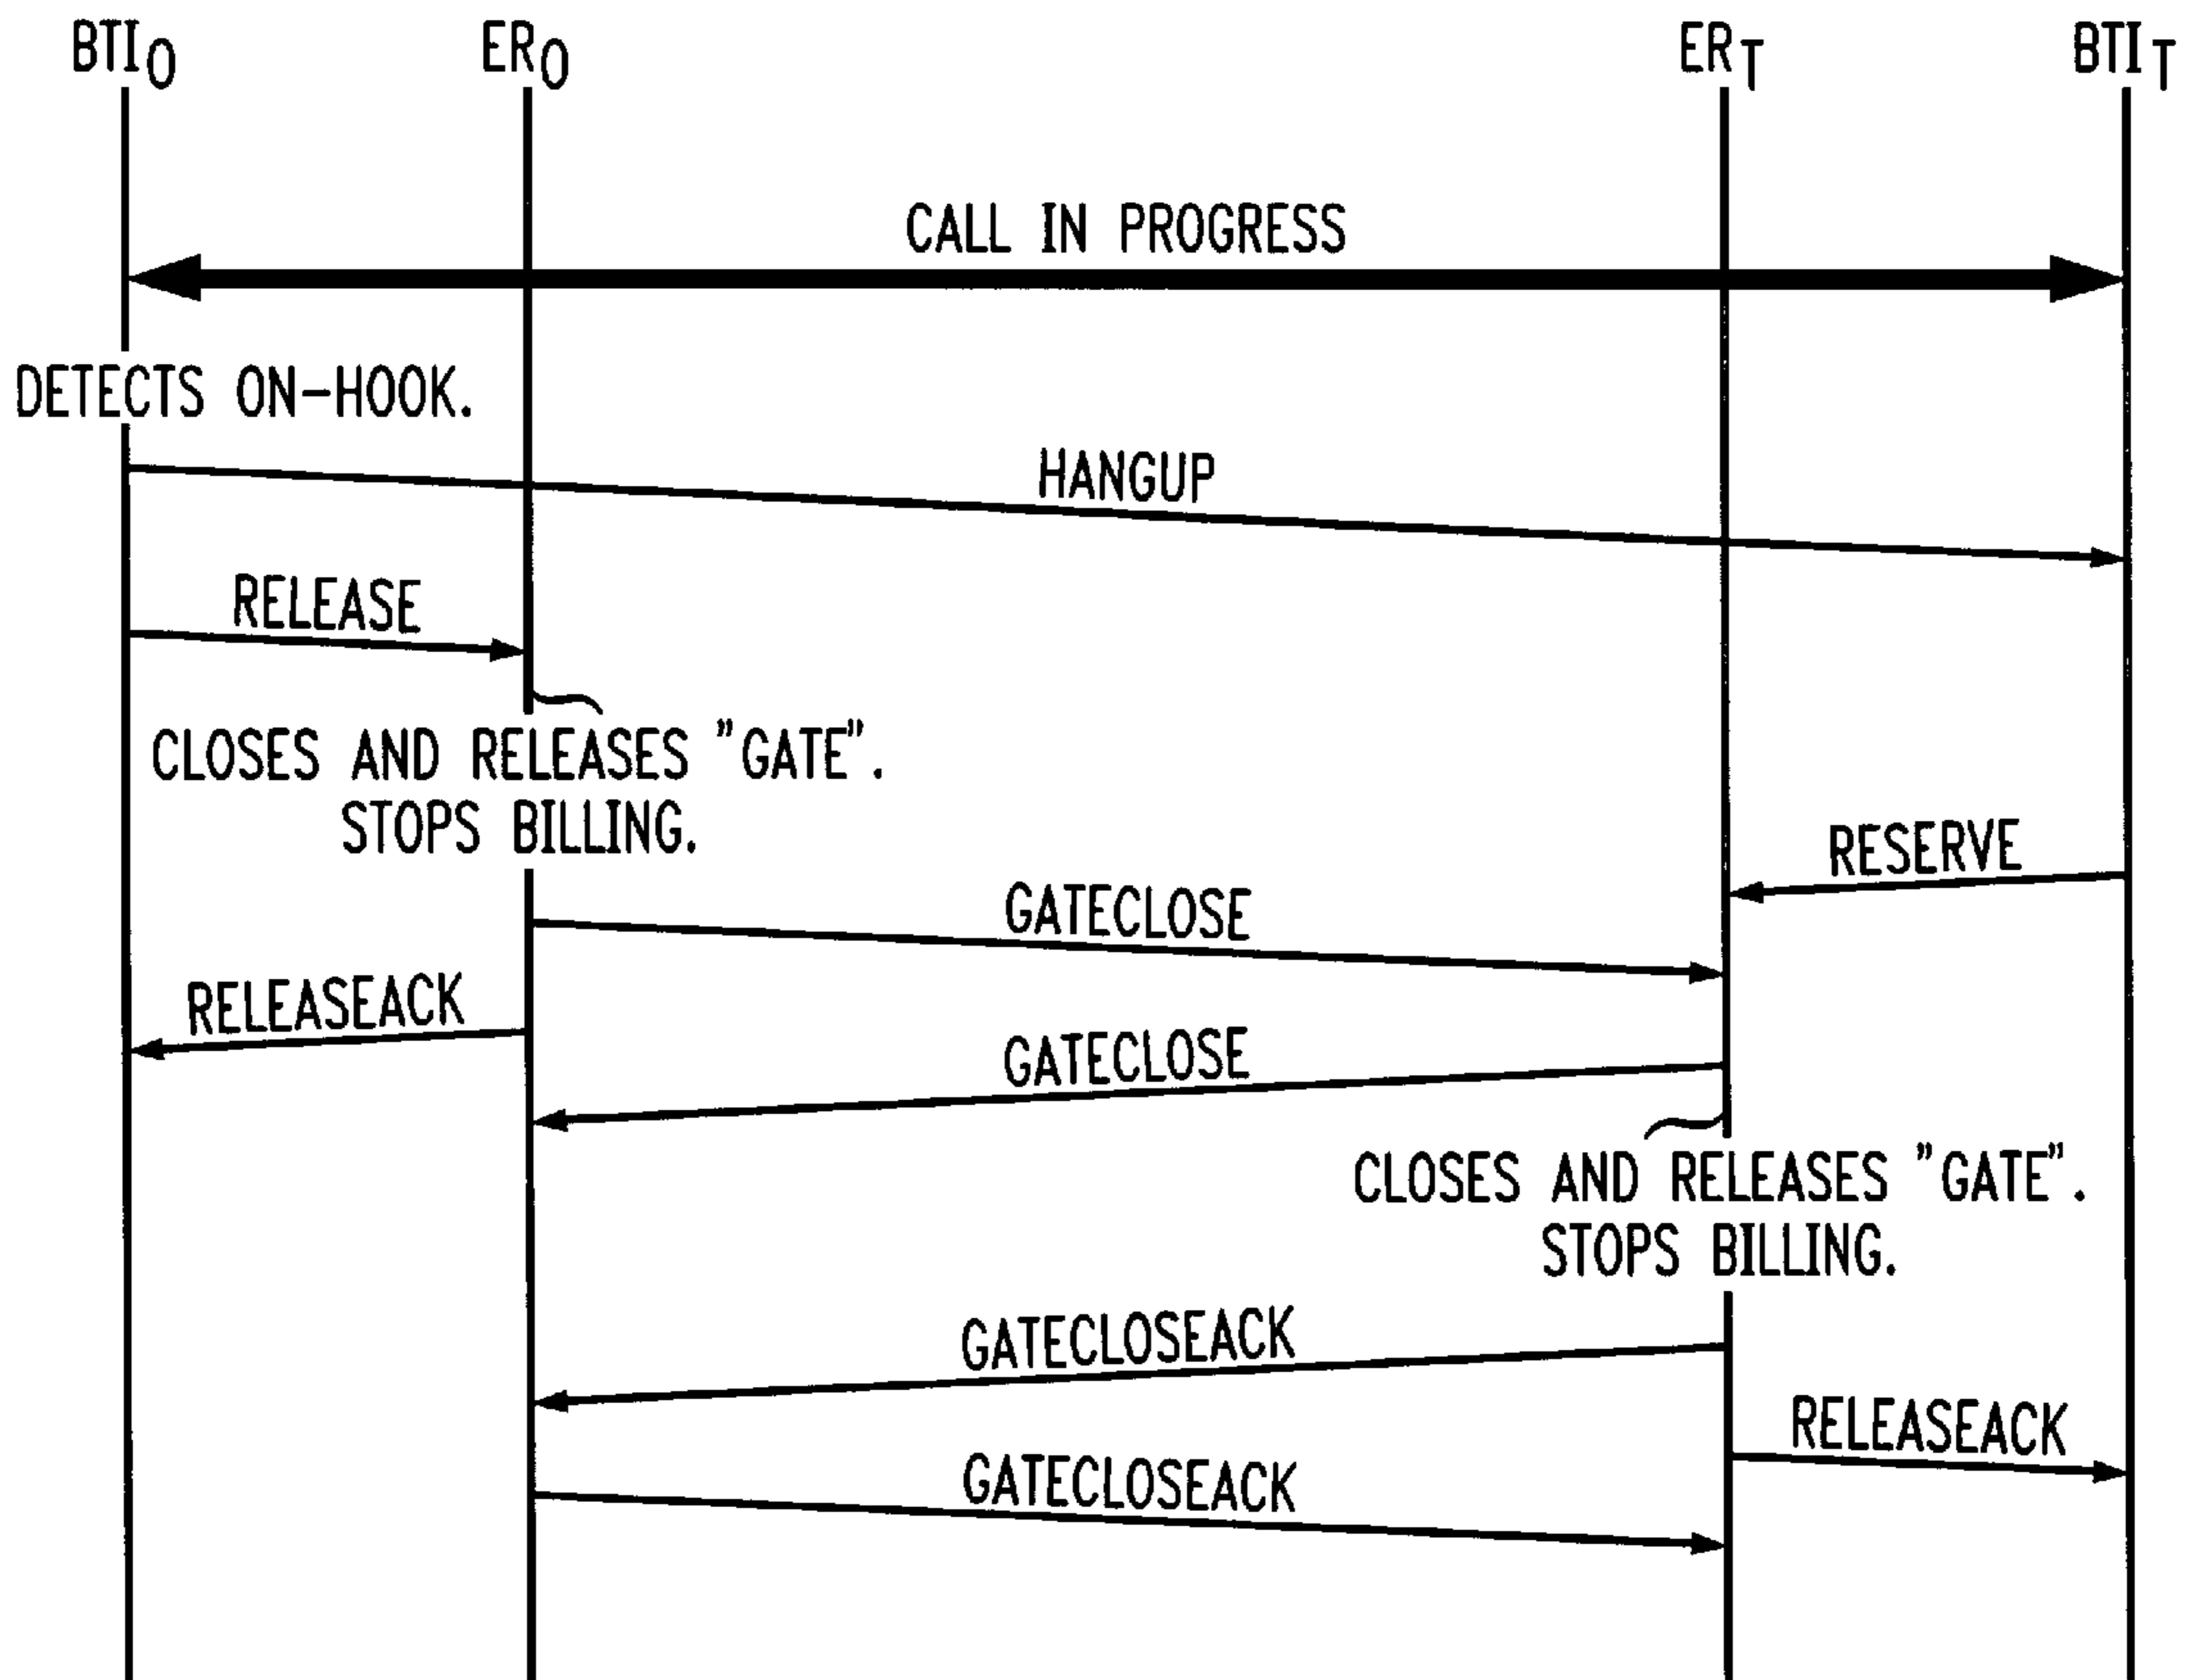 BTIO ERO ERT BTIT
CALL IN PROGRESS
DETECTS ON-HOOK.
HANGUP
RELEASE
CLOSES AND RELEASES "GATE".
STOPS BILLING.
RESERVE
GATECLOSE
RELEASEACK
GATECLOSE
CLOSES AND RELEASES "GATE".
STOPS BILLING.
GATECLOSEACK
RELEASEACK
GATECLOSEACK